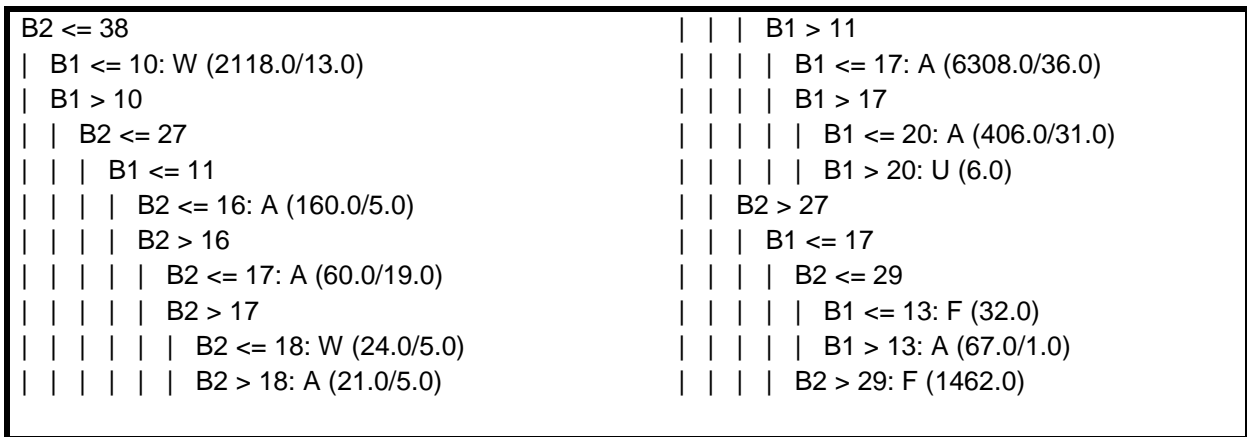 B2 <= 38
| B1 <= 10: W (2118.0/13.0)
| B1 > 10
| | B2 <= 27
| | | B1 <= 11
| | | | B2 <= 16: A (160.0/5.0)
| | | | B2 > 16
| | | | | B2 <= 17: A (60.0/19.0)
| | | | | B2 > 17
| | | | | | B2 <= 18: W (24.0/5.0)
| | | | | | B2 > 18: A (21.0/5.0)
| | | B1 > 11
| | | | B1 <= 17: A (6308.0/36.0)
| | | | B1 > 17
| | | | | B1 <= 20: A (406.0/31.0)
| | | | | B1 > 20: U (6.0)
| | B2 > 27
| | | B1 <= 17
| | | | B2 <= 29
| | | | | B1 <= 13: F (32.0)
| | | | | B1 > 13: A (67.0/1.0)
| | | | B2 > 29: F (1462.0)